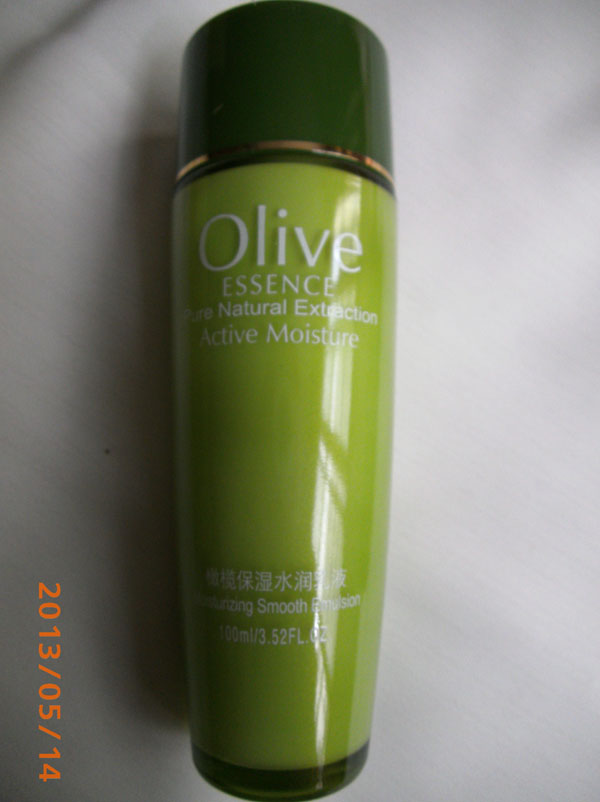 Olive
ESSENCE
Pure Natural Extraction
Active Moisture
橄榄保湿水润乳液
Moisturizing Smooth Emulsion
100ml/3.52FL.OZ
2013/05/14